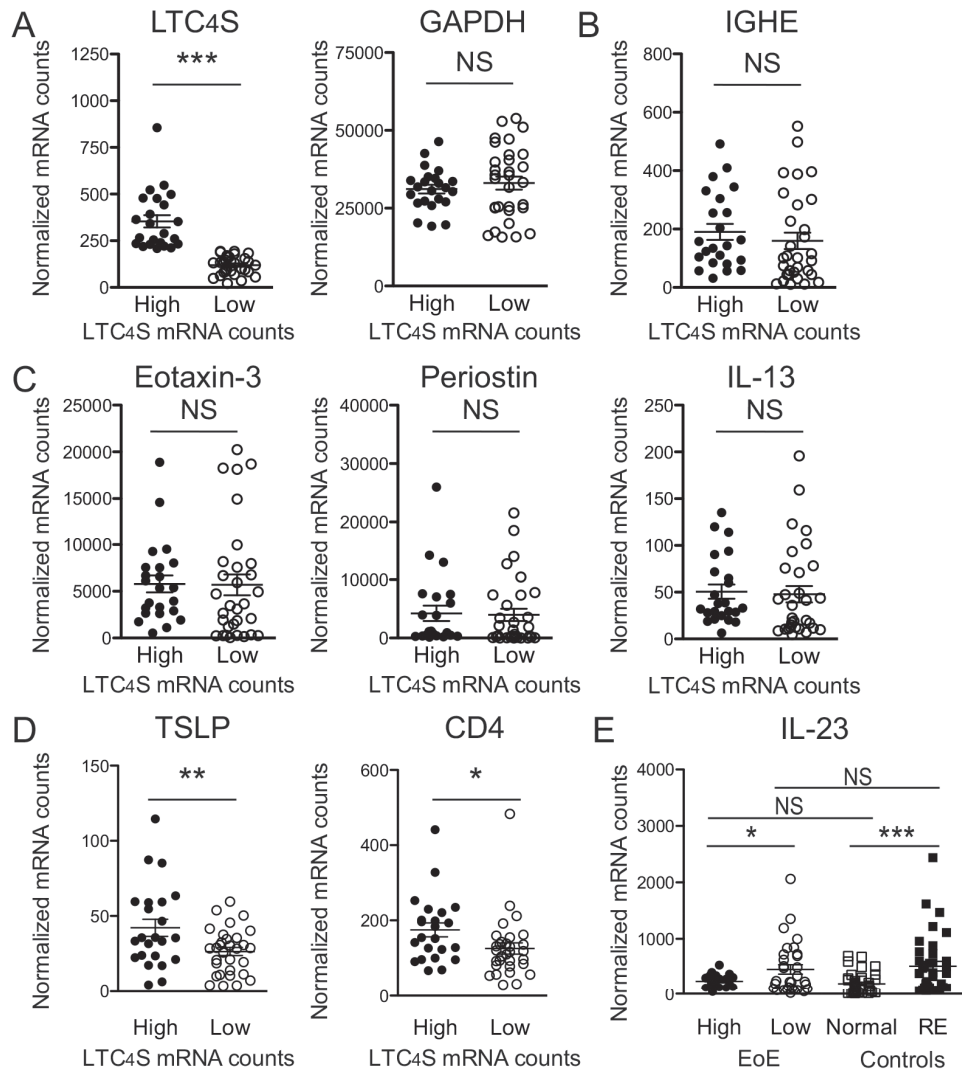 A
LTC4S
Normalized mRNA counts
1250
1000
750
500
250
0
***
High
Low
LTC4S mRNA counts
GAPDH
Normalized mRNA counts
75000
50000
25000
0
NS
High
Low
LTC4S mRNA counts
B
IGHE
Normalized mRNA counts
800
600
400
200
0
NS
High
Low
LTC4S mRNA counts
C
Eotaxin-3
Normalized mRNA counts
25000
20000
15000
10000
5000
0
NS
High
Low
LTC4S mRNA counts
Periostin
Normalized mRNA counts
40000
30000
20000
10000
0
NS
High
Low
LTC4S mRNA counts
IL-13
Normalized mRNA counts
250
200
150
100
50
0
NS
High
Low
LTC4S mRNA counts
D
TSLP
Normalized mRNA counts
150
100
50
0
**
High
Low
LTC4S mRNA counts
CD4
Normalized mRNA counts
600
400
200
0
*
High
Low
LTC4S mRNA counts
E
IL-23
Normalized mRNA counts
4000
3000
2000
1000
0
NS
NS
*
***
High
Low
Normal
RE
EoE
Controls